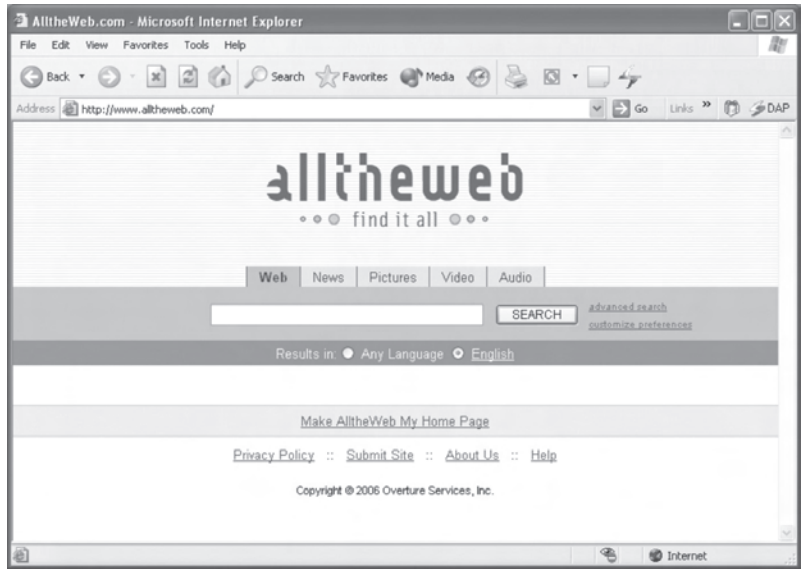 AlltheWeb.com - Microsoft Internet Explorer
File Edit View Favorites Tools Help
Back Search Favorites Media
Address http://www.alltheweb.com/ Go Links » DAP
alltheweb
find it all
Web News Pictures Video Audio
SEARCH advanced search
customize preferences
Results in: Any Language English
Make AlltheWeb My Home Page
Privacy Policy :: Submit Site :: About Us :: Help
Copyright © 2006 Overture Services, Inc.
Internet